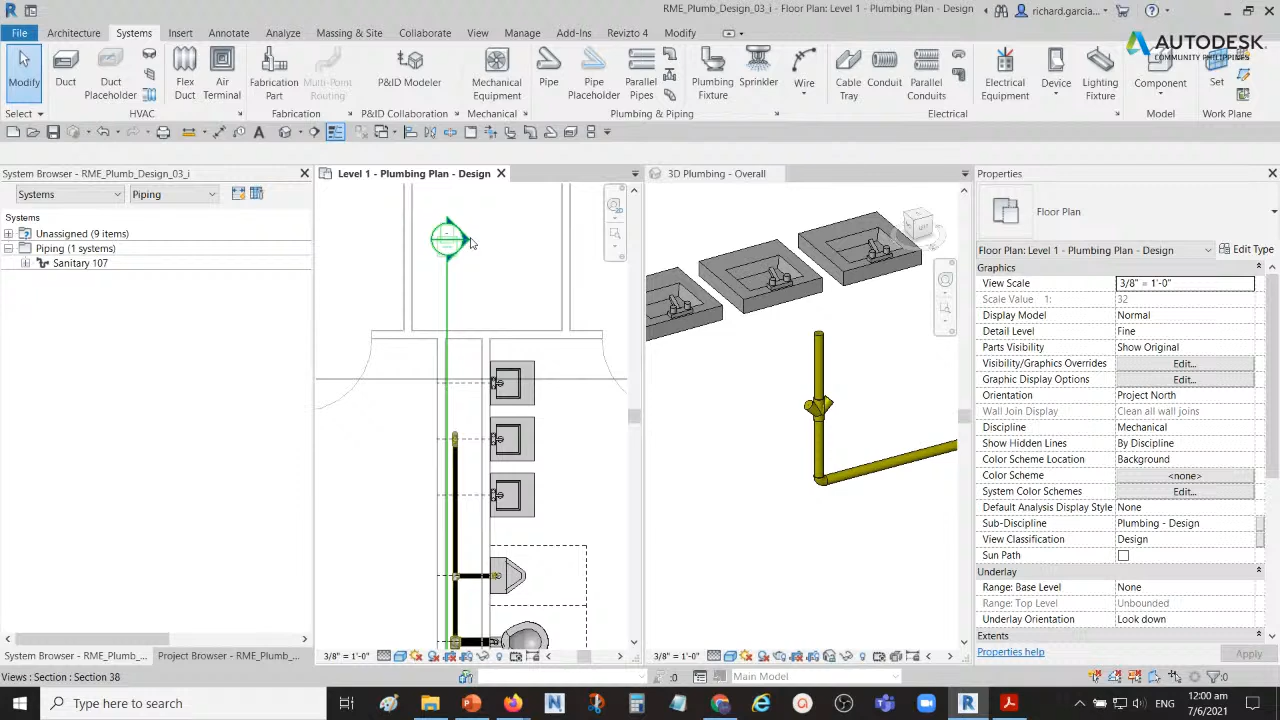 RME_Plumb_Design_03_i - Floor Plan: Level 1 - Plumbing Plan - Design
richard.garcia...
AUTODESK
COMMUNITY PHILIPPINES
File Architecture Systems Insert Annotate Analyze Massing & Site Collaborate View Manage Add-Ins Revizto 4 Modify
Modify
Duct
Duct Placeholder
Flex Duct
Air Terminal
Fabrication Part
Multi-Point Routing
P&ID Modeler
Mechanical Equipment
Pipe
Pipe Placeholder
Parallel Pipes
Plumbing Fixture
Sprinkler
Wire
Cable Tray
Conduit
Parallel Conduits
Electrical Equipment
Device
Lighting Fixture
Component
Set
Select HVAC Fabrication P&ID Collaboration Mechanical Plumbing & Piping Electrical Model Work Plane
System Browser - RME_Plumb_Design_03_i
Systems Piping
Systems
Unassigned (9 items)
Piping (1 systems)
Sanitary 107
Level 1 - Plumbing Plan - Design
3D Plumbing - Overall
Properties
Floor Plan
Floor Plan: Level 1 - Plumbing Plan - Design Edit Type
Graphics
View Scale 3/8" = 1'-0"
Scale Value 1: 32
Display Model Normal
Detail Level Fine
Parts Visibility Show Original
Visibility/Graphics Overrides Edit...
Graphic Display Options Edit...
Orientation Project North
Wall Join Display Clean all wall joins
Discipline Mechanical
Show Hidden Lines By Discipline
Color Scheme Location Background
Color Scheme <none>
System Color Schemes Edit...
Default Analysis Display Style None
Sub-Discipline Plumbing - Design
View Classification Design
Sun Path
Underlay
Range: Base Level None
Range: Top Level Unbounded
Underlay Orientation Look down
Extents
Properties help Apply
System Browser - RME_Plumb_... Project Browser - RME_Plumb_...
3/8" = 1'-0"
3/8" = 1'-0"
Views : Section : Section 38
:0
Main Model
:0
Type here to search
ENG
12:00 am
7/6/2021